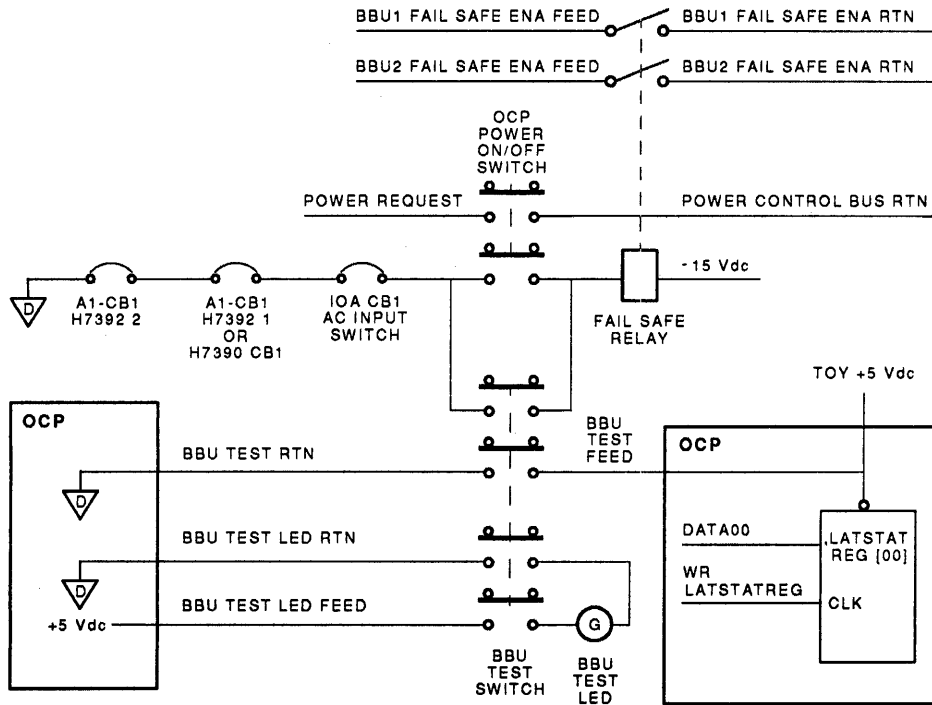 BBU1 FAIL SAFE ENA FEED
BBU1 FAIL SAFE ENA RTN
BBU2 FAIL SAFE ENA FEED
BBU2 FAIL SAFE ENA RTN
OCP
POWER
ON/OFF
SWITCH
POWER REQUEST
POWER CONTROL BUS RTN
-15 Vdc
D
A1-CB1
H7392 2
A1-CB1
H7392 1
OR
H7390 CB1
IOA CB1
AC INPUT
SWITCH
FAIL SAFE
RELAY
TOY +5 Vdc
OCP
BBU TEST RTN
D
BBU
TEST
FEED
OCP
BBU TEST LED RTN
D
BBU TEST LED FEED
+5 Vdc
G
BBU
TEST
SWITCH
BBU
TEST
LED
DATA00
LATSTAT
REG [00]
WR
LATSTATREG
CLK